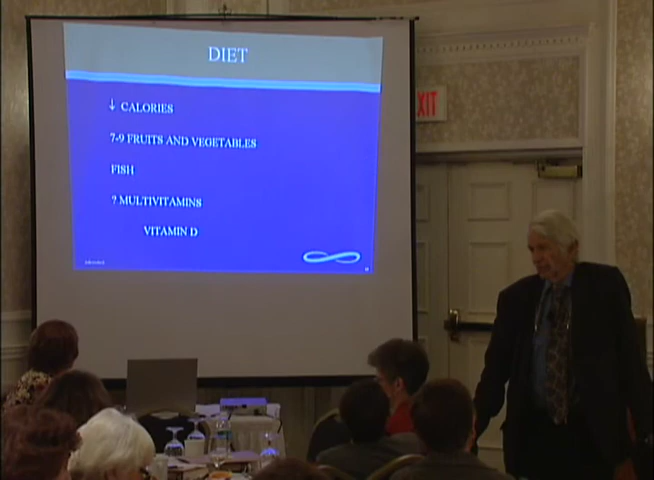 DIET
↓ CALORIES
7-9 FRUITS AND VEGETABLES
FISH
? MULTIVITAMINS
VITAMIN D
EXIT